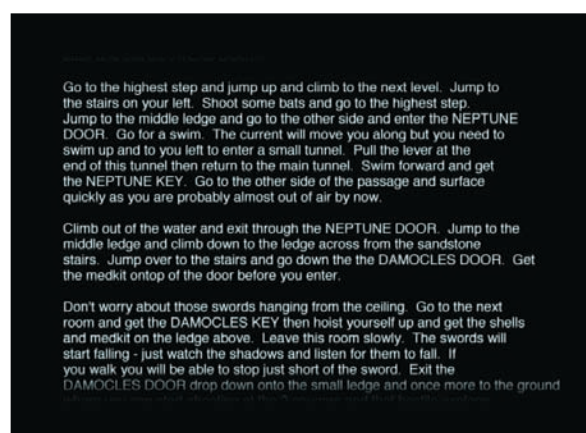 Go to the highest step and jump up and climb to the next level.  Jump to
the stairs on your left.  Shoot some bats and go to the highest step.
Jump to the middle ledge and go to the other side and enter the NEPTUNE
DOOR.  Go for a swim.  The current will move you along but you need to
swim up and to you left to enter a small tunnel.  Pull the lever at the
end of this tunnel then return to the main tunnel.  Swim forward and get
the NEPTUNE KEY.  Go to the other side of the passage and surface
quickly as you are probably almost out of air by now.

Climb out of the water and exit through the NEPTUNE DOOR.  Jump to the
middle ledge and climb down to the ledge across from the sandstone
stairs.  Jump over to the stairs and go down the the DAMOCLES DOOR.  Get
the medkit ontop of the door before you enter.

Don't worry about those swords hanging from the ceiling.  Go to the next
room and get the DAMOCLES KEY then hoist yourself up and get the shells
and medkit on the ledge above.  Leave this room slowly.  The swords will
start falling - just watch the shadows and listen for them to fall.  If
you walk you will be able to stop just short of the sword.  Exit the
DAMOCLES DOOR drop down onto the small ledge and once more to the ground